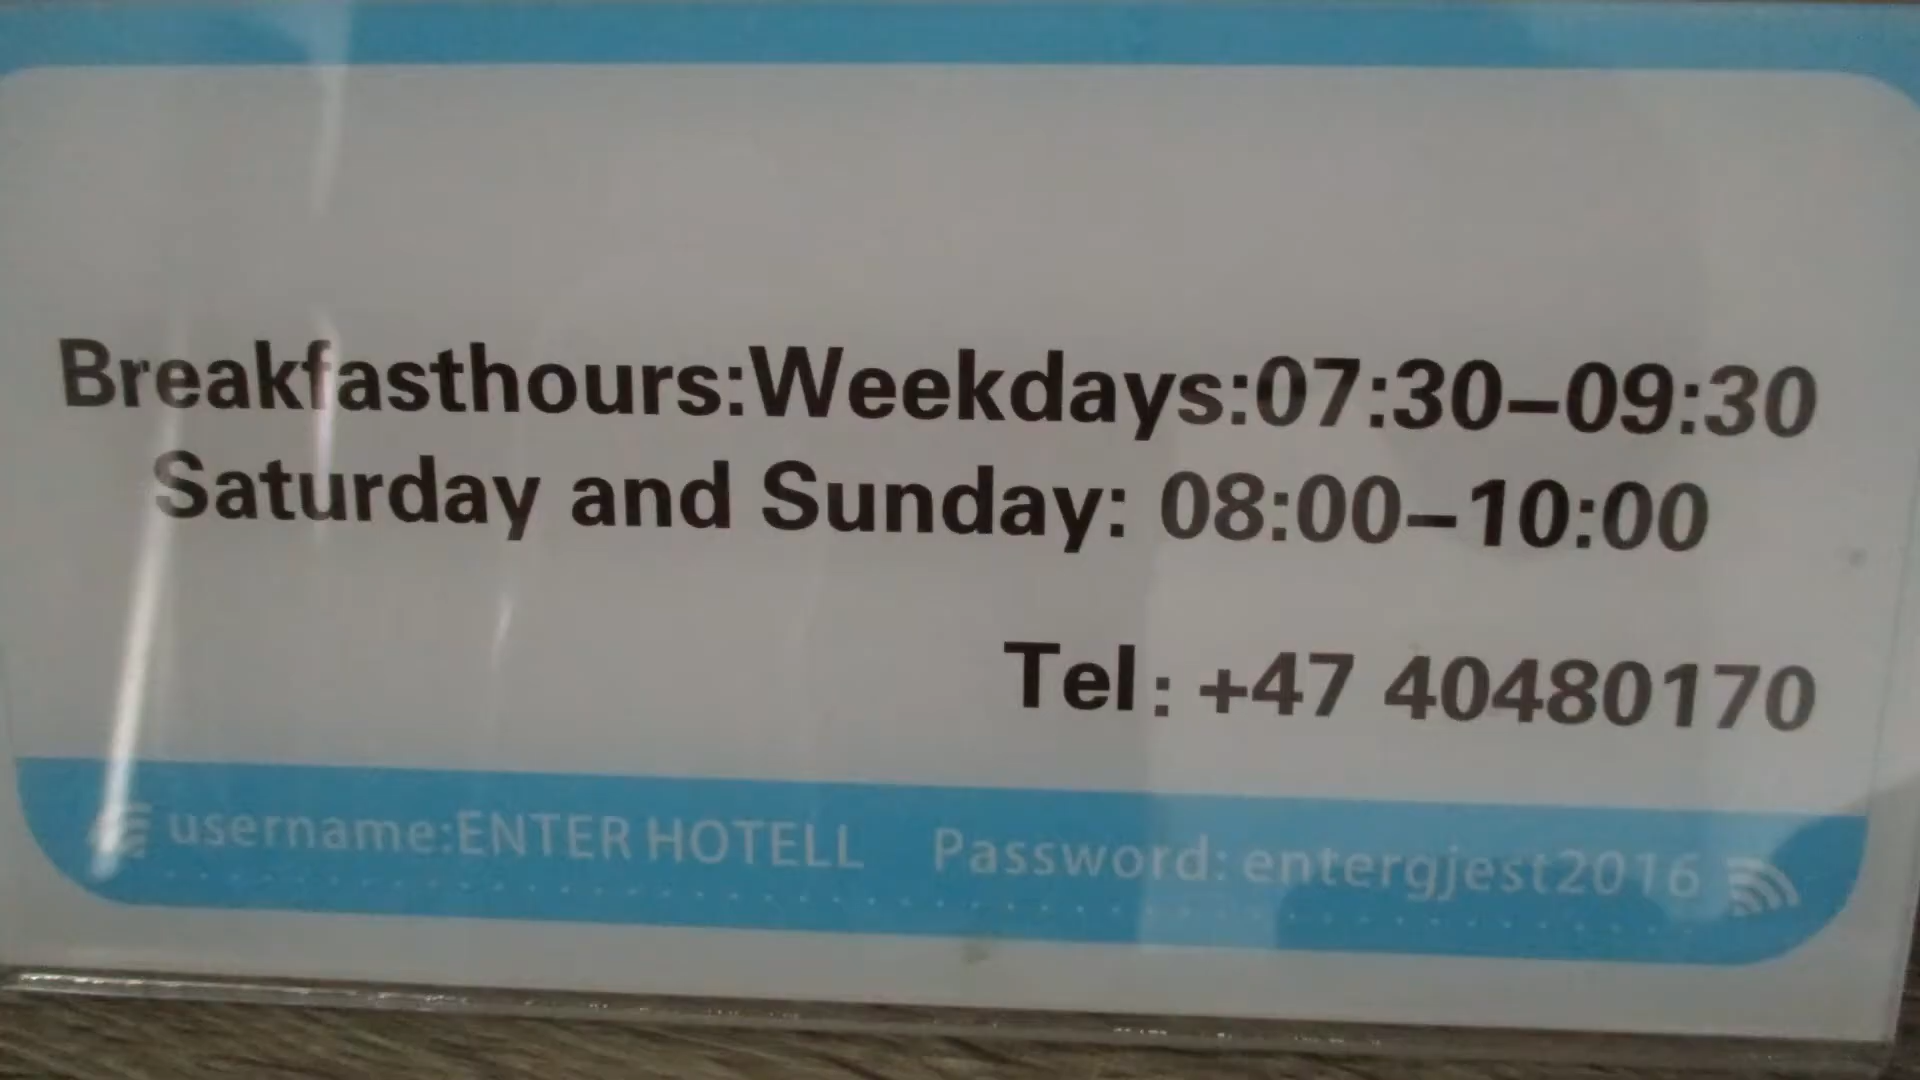 Breakfasthours:Weekdays:07:30–09:30
Saturday and Sunday: 08:00–10:00
Tel: +47 40480170
username:ENTER HOTELL Password: entergjest2016